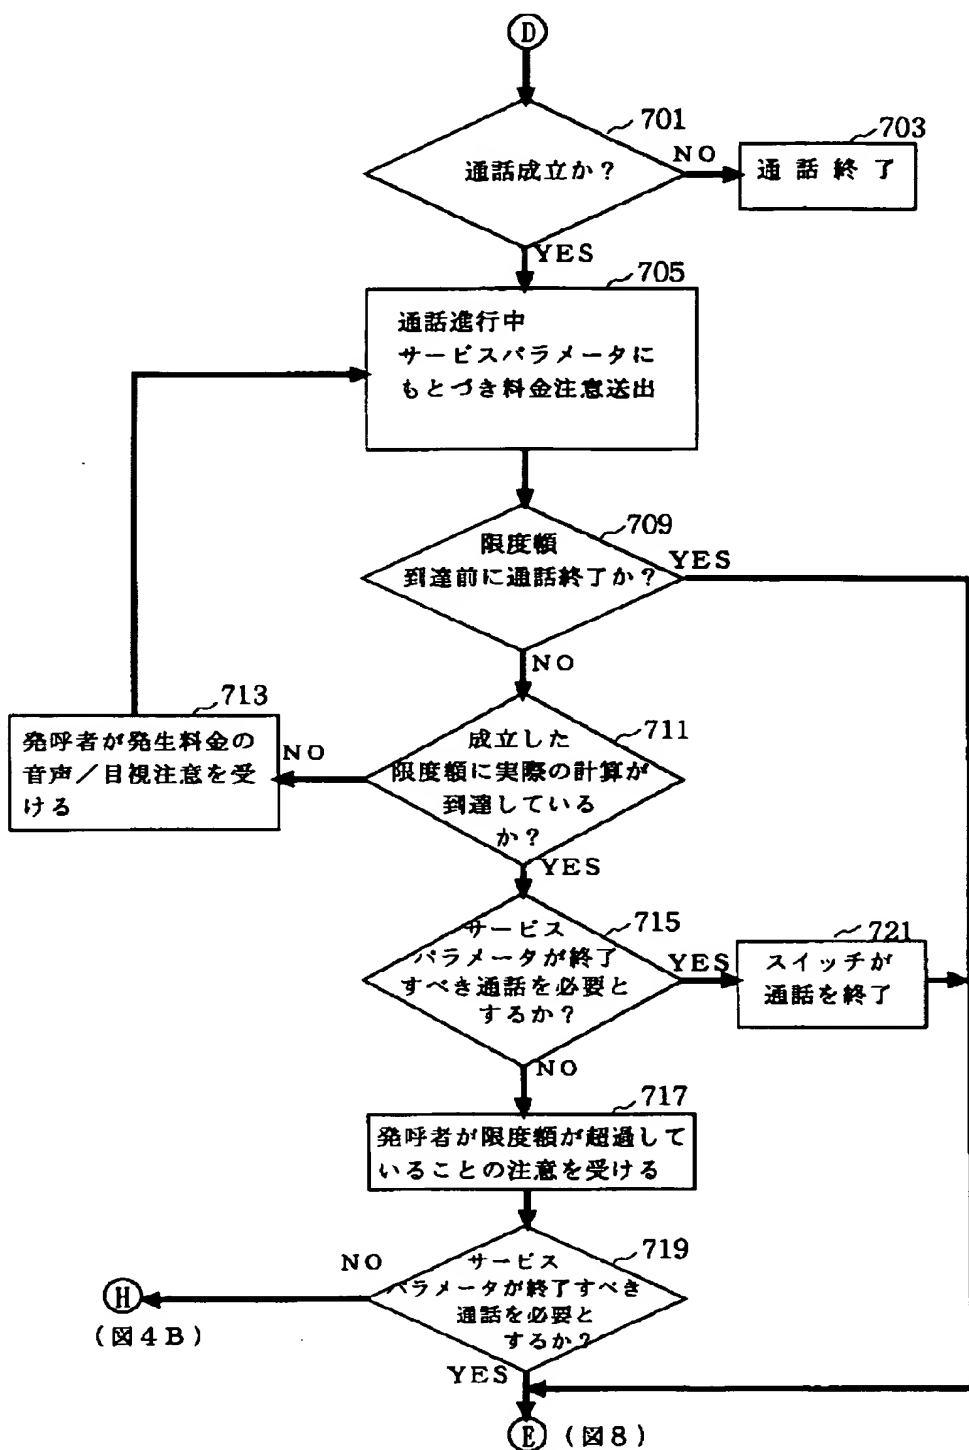 D
701
通話成立か？
NO
703
通話終了
YES
705
通話進行中
サービスパラメータに
もとづき料金注意送出
709
限度額
到達前に通話終了か？
YES
NO
713
発呼者が発生料金の
音声／目視注意を受
ける
NO
711
成立した
限度額に実際の計算が
到達している
か？
YES
715
サービス
パラメータが終了
すべき通話を必要と
するか？
YES
721
スイッチが
通話を終了
NO
717
発呼者が限度額が超過して
いることの注意を受ける
719
サービス
パラメータが終了すべき
通話を必要と
するか？
NO
H
（図4B）
YES
E （図8）